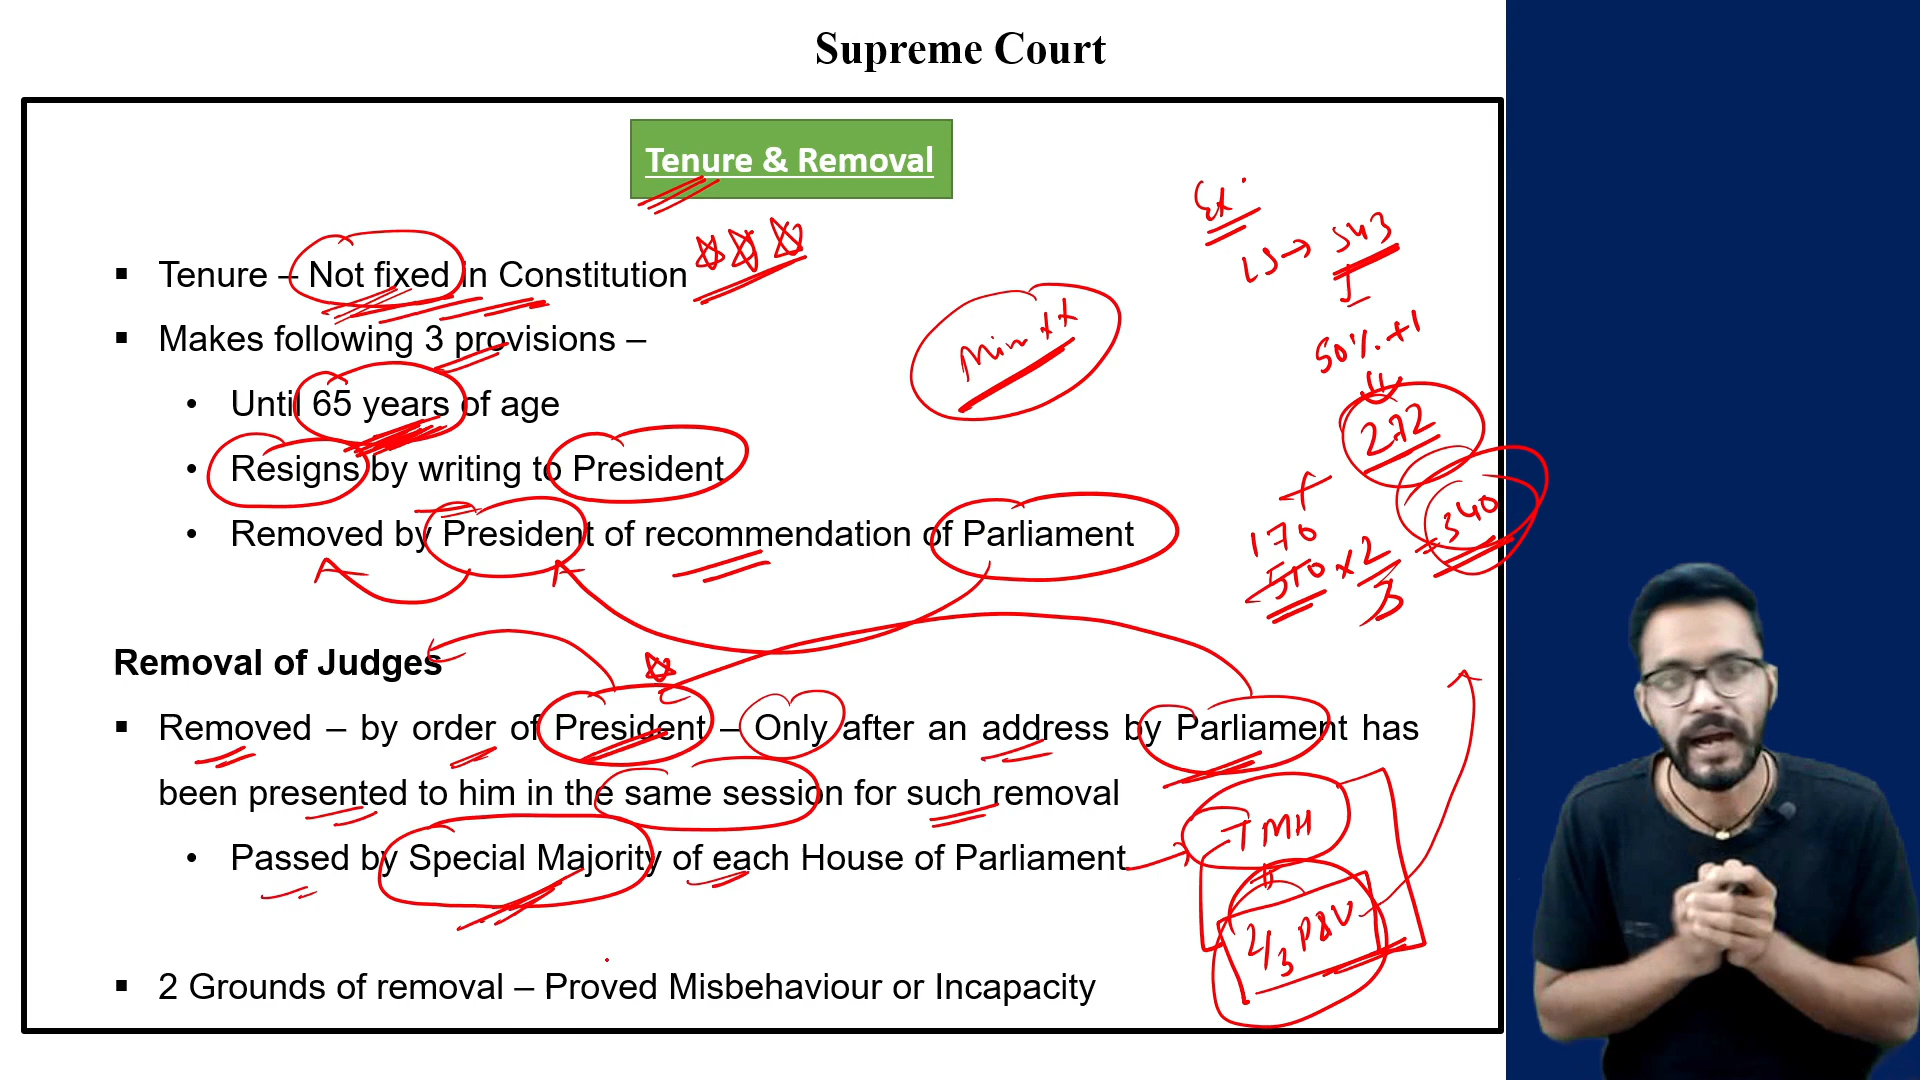 Supreme Court
Tenure & Removal
▪ Tenure – Not fixed in Constitution
▪ Makes following 3 provisions –
• Until 65 years of age
• Resigns by writing to President
• Removed by President of recommendation of Parliament
Removal of Judges
▪ Removed – by order of President – Only after an address by Parliament has
been presented to him in the same session for such removal
• Passed by Special Majority of each House of Parliament
▪ 2 Grounds of removal – Proved Misbehaviour or Incapacity
Ex.
LS → 543
50% +1
272
170
510 × 2/3 = 340
TMH
+
2/3 P&V